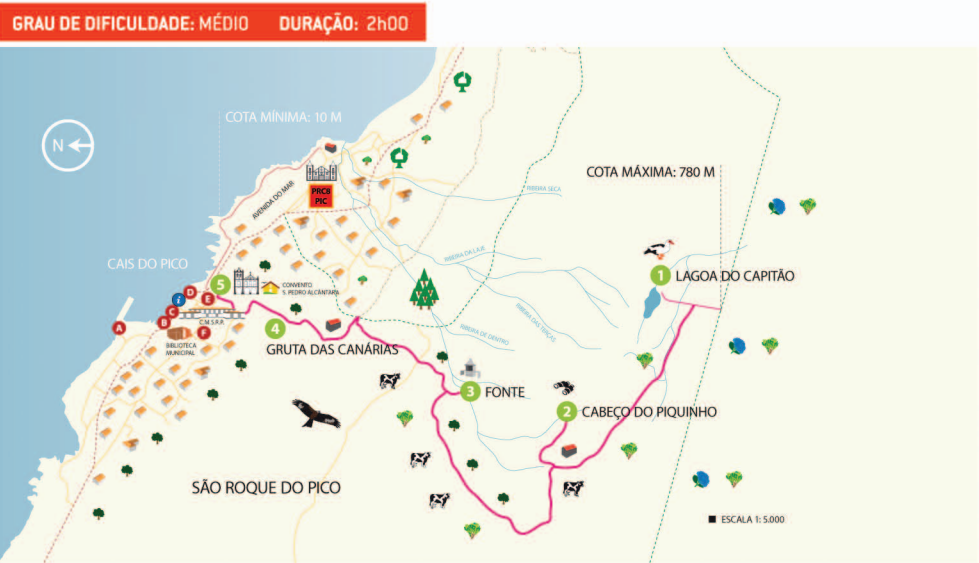 GRAU DE DIFICULDADE: MÉDIO DURAÇÃO: 2h00
COTA MÍNIMA: 10 M
N
COTA MÁXIMA: 780 M
PRC8
PIC
AVENIDA DO MAR
RIBEIRA SECA
RIBEIRA DA LAJE
CAIS DO PICO
1 LAGOA DO CAPITÃO
5
CONVENTO
S. PEDRO ALCÂNTARA
D
i
E
C
B
A
C.M.S.R.P.
F
BIBLIOTECA
MUNICIPAL
4
GRUTA DAS CANÁRIAS
RIBEIRA DE DENTRO
RIBEIRA DAS
3 FONTE
2 CABEÇO DO PIQUINHO
SÃO ROQUE DO PICO
ESCALA 1: 5.000